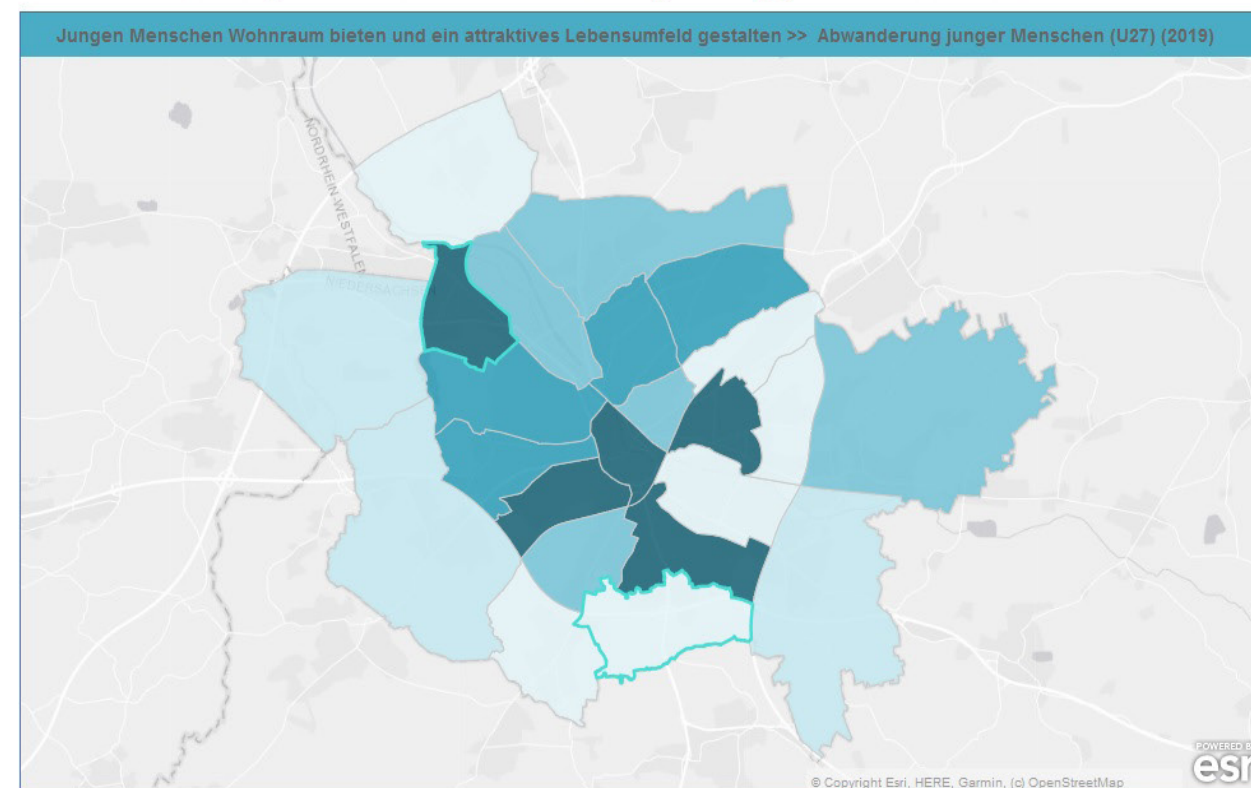 Jungen Menschen Wohnraum bieten und ein attraktives Lebensumfeld gestalten >> Abwanderung junger Menschen (U27) (2019)
NORDRHEIN-WESTFALEN
NIEDERSACHS
POWERED BY
esri
© Copyright Esri, HERE, Garmin, (c) OpenStreetMap